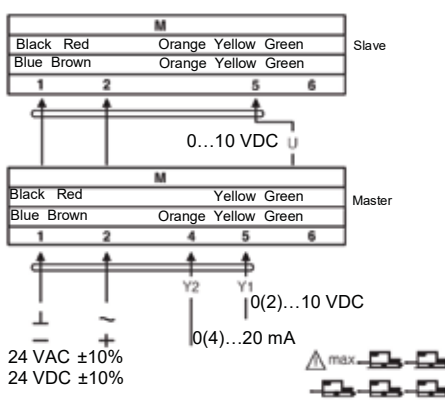 M
Black Red Orange Yellow Green
Slave
Blue Brown Orange Yellow Green
1 2 5 6
0...10 VDC U
M
Black Red Yellow Green
Master
Blue Brown Orange Yellow Green
1 2 4 5 6
Y2 Y1
0(2)...10 VDC
⊥ ~
0(4)...20 mA
− +
24 VAC ±10%
24 VDC ±10%
max.